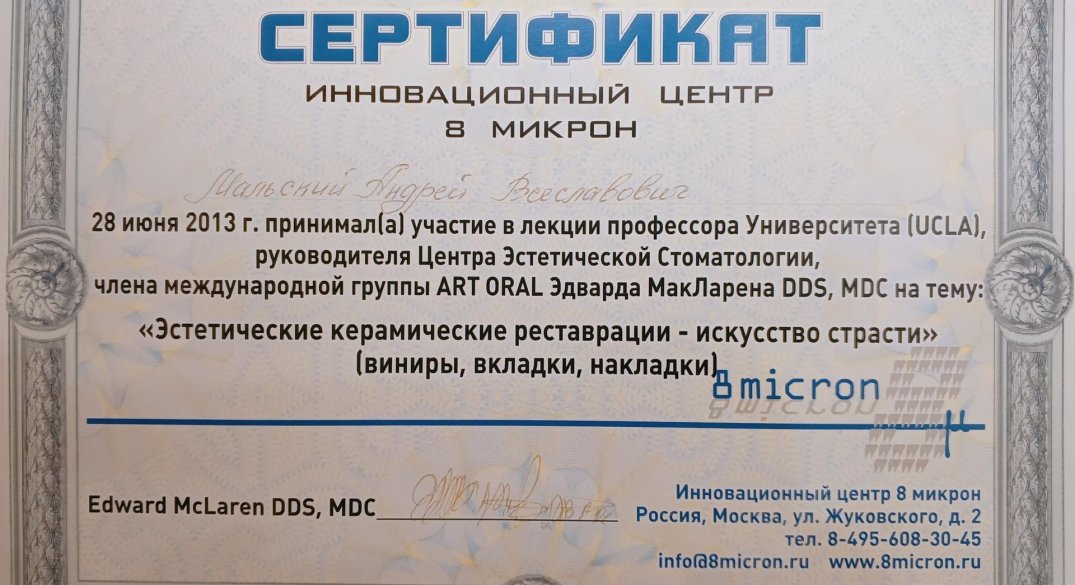 СЕРТИФИКАТ
ИННОВАЦИОННЫЙ ЦЕНТР
8 МИКРОН
Мальский Андрей Всеславович
28 июня 2013 г. принимал(а) участие в лекции профессора Университета (UCLA),
руководителя Центра Эстетической Стоматологии,
члена международной группы ART ORAL Эдварда МакЛарена DDS, MDC на тему:
«Эстетические керамические реставрации - искусство страсти»
(виниры, вкладки, накладки)
8micron
μ
Edward McLaren DDS, MDC
Инновационный центр 8 микрон
Россия, Москва, ул. Жуковского, д. 2
тел. 8-495-608-30-45
info@8micron.ru www.8micron.ru